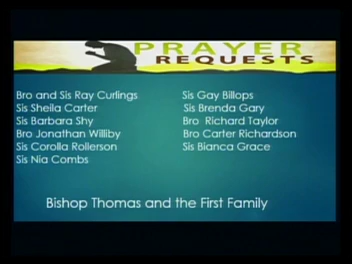 PRAYER
REQUESTS
Bro and Sis Ray Curlings
Sis Sheila Carter
Sis Barbara Shy
Bro Jonathan Williby
Sis Corolla Rollerson
Sis Nia Combs
Sis Gay Billops
Sis Brenda Gary
Bro Richard Taylor
Bro Carter Richardson
Sis Bianca Grace
Bishop Thomas and the First Family